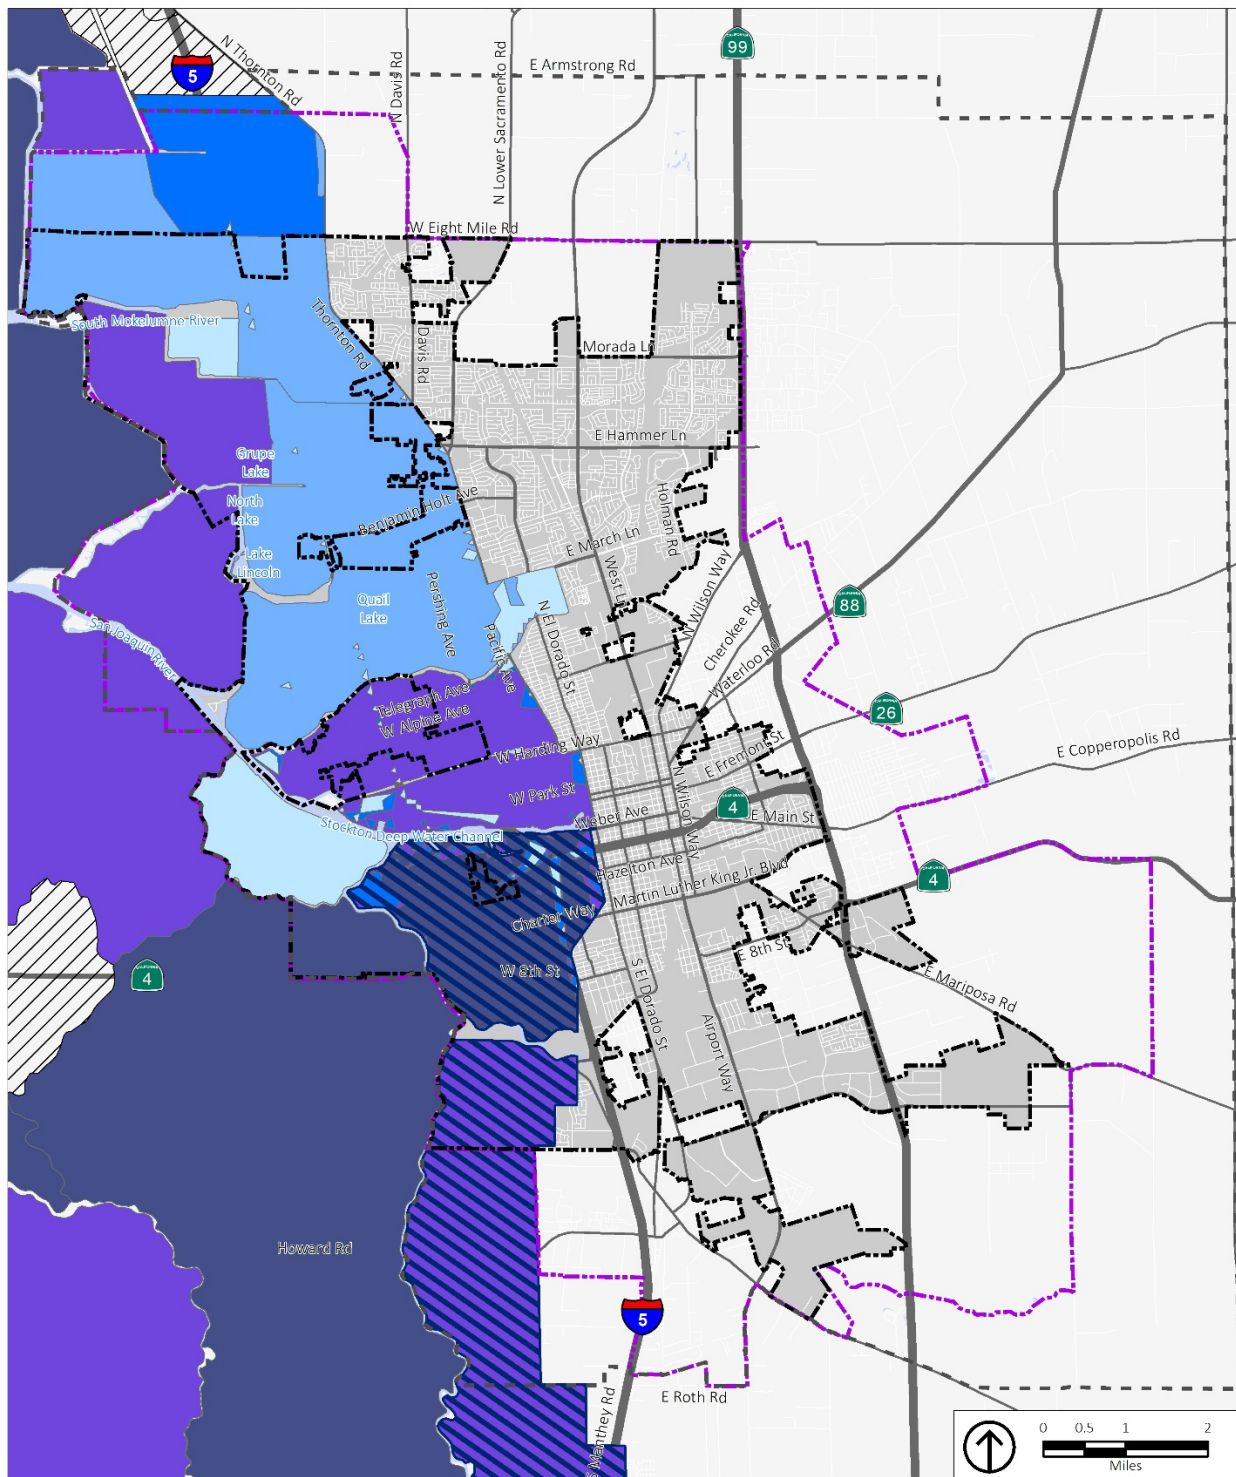 CALIFORNIA
99
N Thornton Rd
5
N Davis Rd
N Lower Sacramento Rd
E Armstrong Rd
W Eight Mile Rd
South Mokelumne River
Thornton Rd
Davis Rd
Morada Ln
E Hammer Ln
Grupe
Lake
North
Lake
Benjamin Holt Ave
Holman Rd
Lake
Lincoln
E March Ln
West Ln
N Wilson Way
Quail
Lake
Pershing Ave
Pacific Ave
N El Dorado St
Cherokee Rd
CALIFORNIA
88
San Joaquin River
Waterloo Rd
Telegraph Ave
W Alpine Ave
CALIFORNIA
26
W Harding Way
E Fremont St
E Copperopolis Rd
W Park St
N Wilson Way
CALIFORNIA
4
Weber Ave
E Main St
Stockton Deep Water Channel
Hazelton Ave
Martin Luther King Jr. Blvd
CALIFORNIA
4
Charter Way
E 8th St
CALIFORNIA
4
W 8th St
S El Dorado St
E Mariposa Rd
Airport Way
Howard Rd
5
E Roth Rd
S Manthey Rd
0 0.5 1 2
Miles